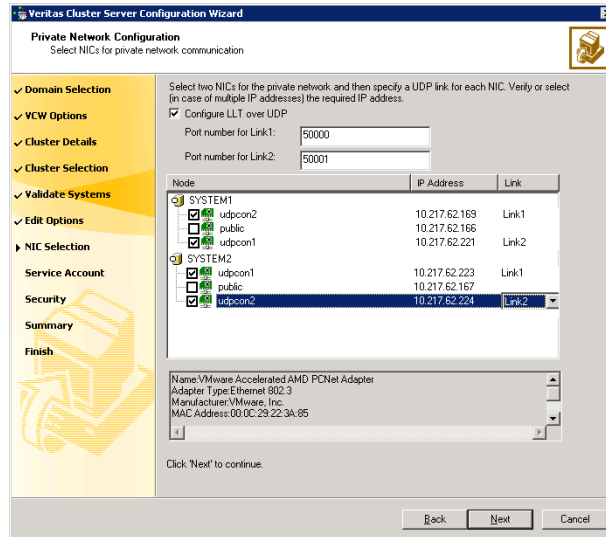 Veritas Cluster Server Configuration Wizard
Private Network Configuration
Select NICs for private network communication
Domain Selection
VCW Options
Cluster Details
Cluster Selection
Validate Systems
Edit Options
NIC Selection
Service Account
Security
Summary
Finish
Select two NICs for the private network and then specify a UDP link for each NIC. Verify or select
(in case of multiple IP addresses) the required IP address.
Configure LLT over UDP
Port number for Link1: 50000
Port number for Link2: 50001
Node IP Address Link
SYSTEM1
udpcon2 10.217.62.169 Link1
public 10.217.62.166
udpcon1 10.217.62.221 Link2
SYSTEM2
udpcon1 10.217.62.223 Link1
public 10.217.62.167
udpcon2 10.217.62.224 Link2
Name:VMware Accelerated AMD PCNet Adapter
Adapter Type:Ethernet 802.3
Manufacturer:VMware, Inc.
MAC Address:00:0C:29:22:3A:85
Click 'Next' to continue.
Back Next Cancel